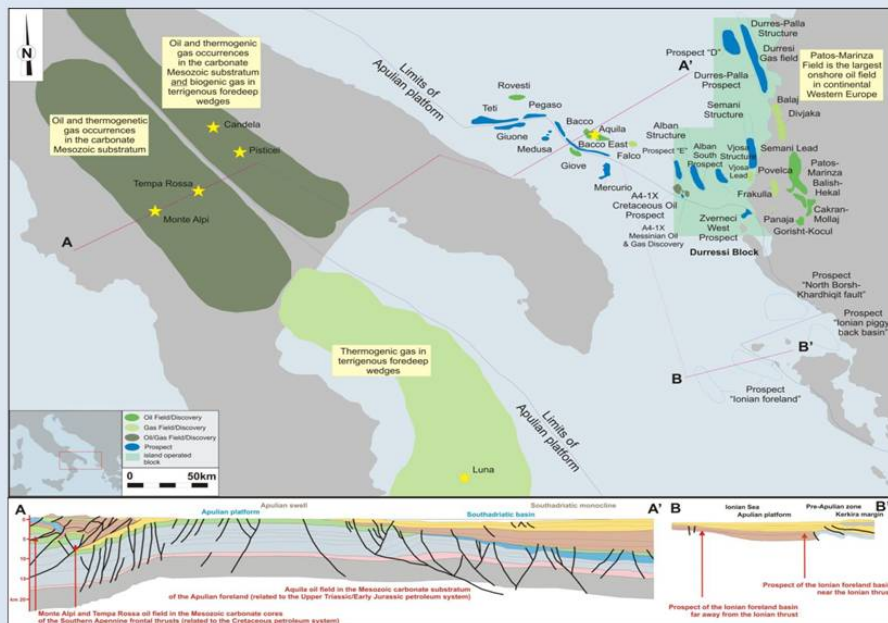 N
Oil and thermogenic
gas occurrences
in the carbonate
Mesozoic substratum
and biogenic gas in
terrigenous foredeep
wedges
Oil and thermogenetic
gas occurrences
in the carbonate
Mesozoic substratum
Candela
Pisticei
Tempa Rossa
Monte Alpi
A
Limits of
Apulian platform
Rovesti
Teti
Pegaso
Giuone
Medusa
Bacco
Aquila
Bacco East
Giove
Falco
Mercurio
A'
Durres-Palla
Structure
Prospect "D"
Durresi
Gas field
Durres-Palla
Prospect
Patos-Marinza
Field is the largest
onshore oil field
in continental
Western Europe
Semani
Structure
Balaj
Divjaka
Alban
Structure
Prospect "E"
Alban
South
Prospect
Vjosa
Structure
Vjosa
Lead
Semani Lead
Povelca
Patos-
Marinza
Balish-
Hekal
Frakulla
A4-1X
Cretaceous Oil
Prospect
A4-1X
Messinian Oil
& Gas Discovery
Zverneci
West
Prospect
Panaja
Cakran-
Mollaj
Gorisht-Kocul
Durressi Block
Prospect
"North Borsh-
Khardhiqit fault"
Prospect
"Ionian piggy
back basin"
B
B'
Prospect
"Ionian foreland"
Thermogenic gas in
terrigenous foredeep
wedges
Limits of
Apulian platform
Luna
Oil Field/Discovery
Gas Field/Discovery
Oil/Gas Field/Discovery
Prospect
island operated
block
0 50km
A
Apulian swell
Apulian platform
Southadriatic monocline
Southadriatic basin
A'
0
5
10
15
km 20
Aquila oil field in the Mesozoic carbonate substratum
of the Apulian foreland (related to the Upper Triassic/Early Jurassic petroleum system)
Monte Alpi and Tempa Rossa oil field in the Mesozoic carbonate cores
of the Southern Apennine frontal thrusts (related to the Cretaceous petroleum system)
B
Ionian Sea
Apulian platform
Pre-Apulian zone
Kerkira margin
B'
Prospect of the Ionian foreland basin
near the Ionian thrust
Prospect of the Ionian foreland basin
far away from the Ionian thrust